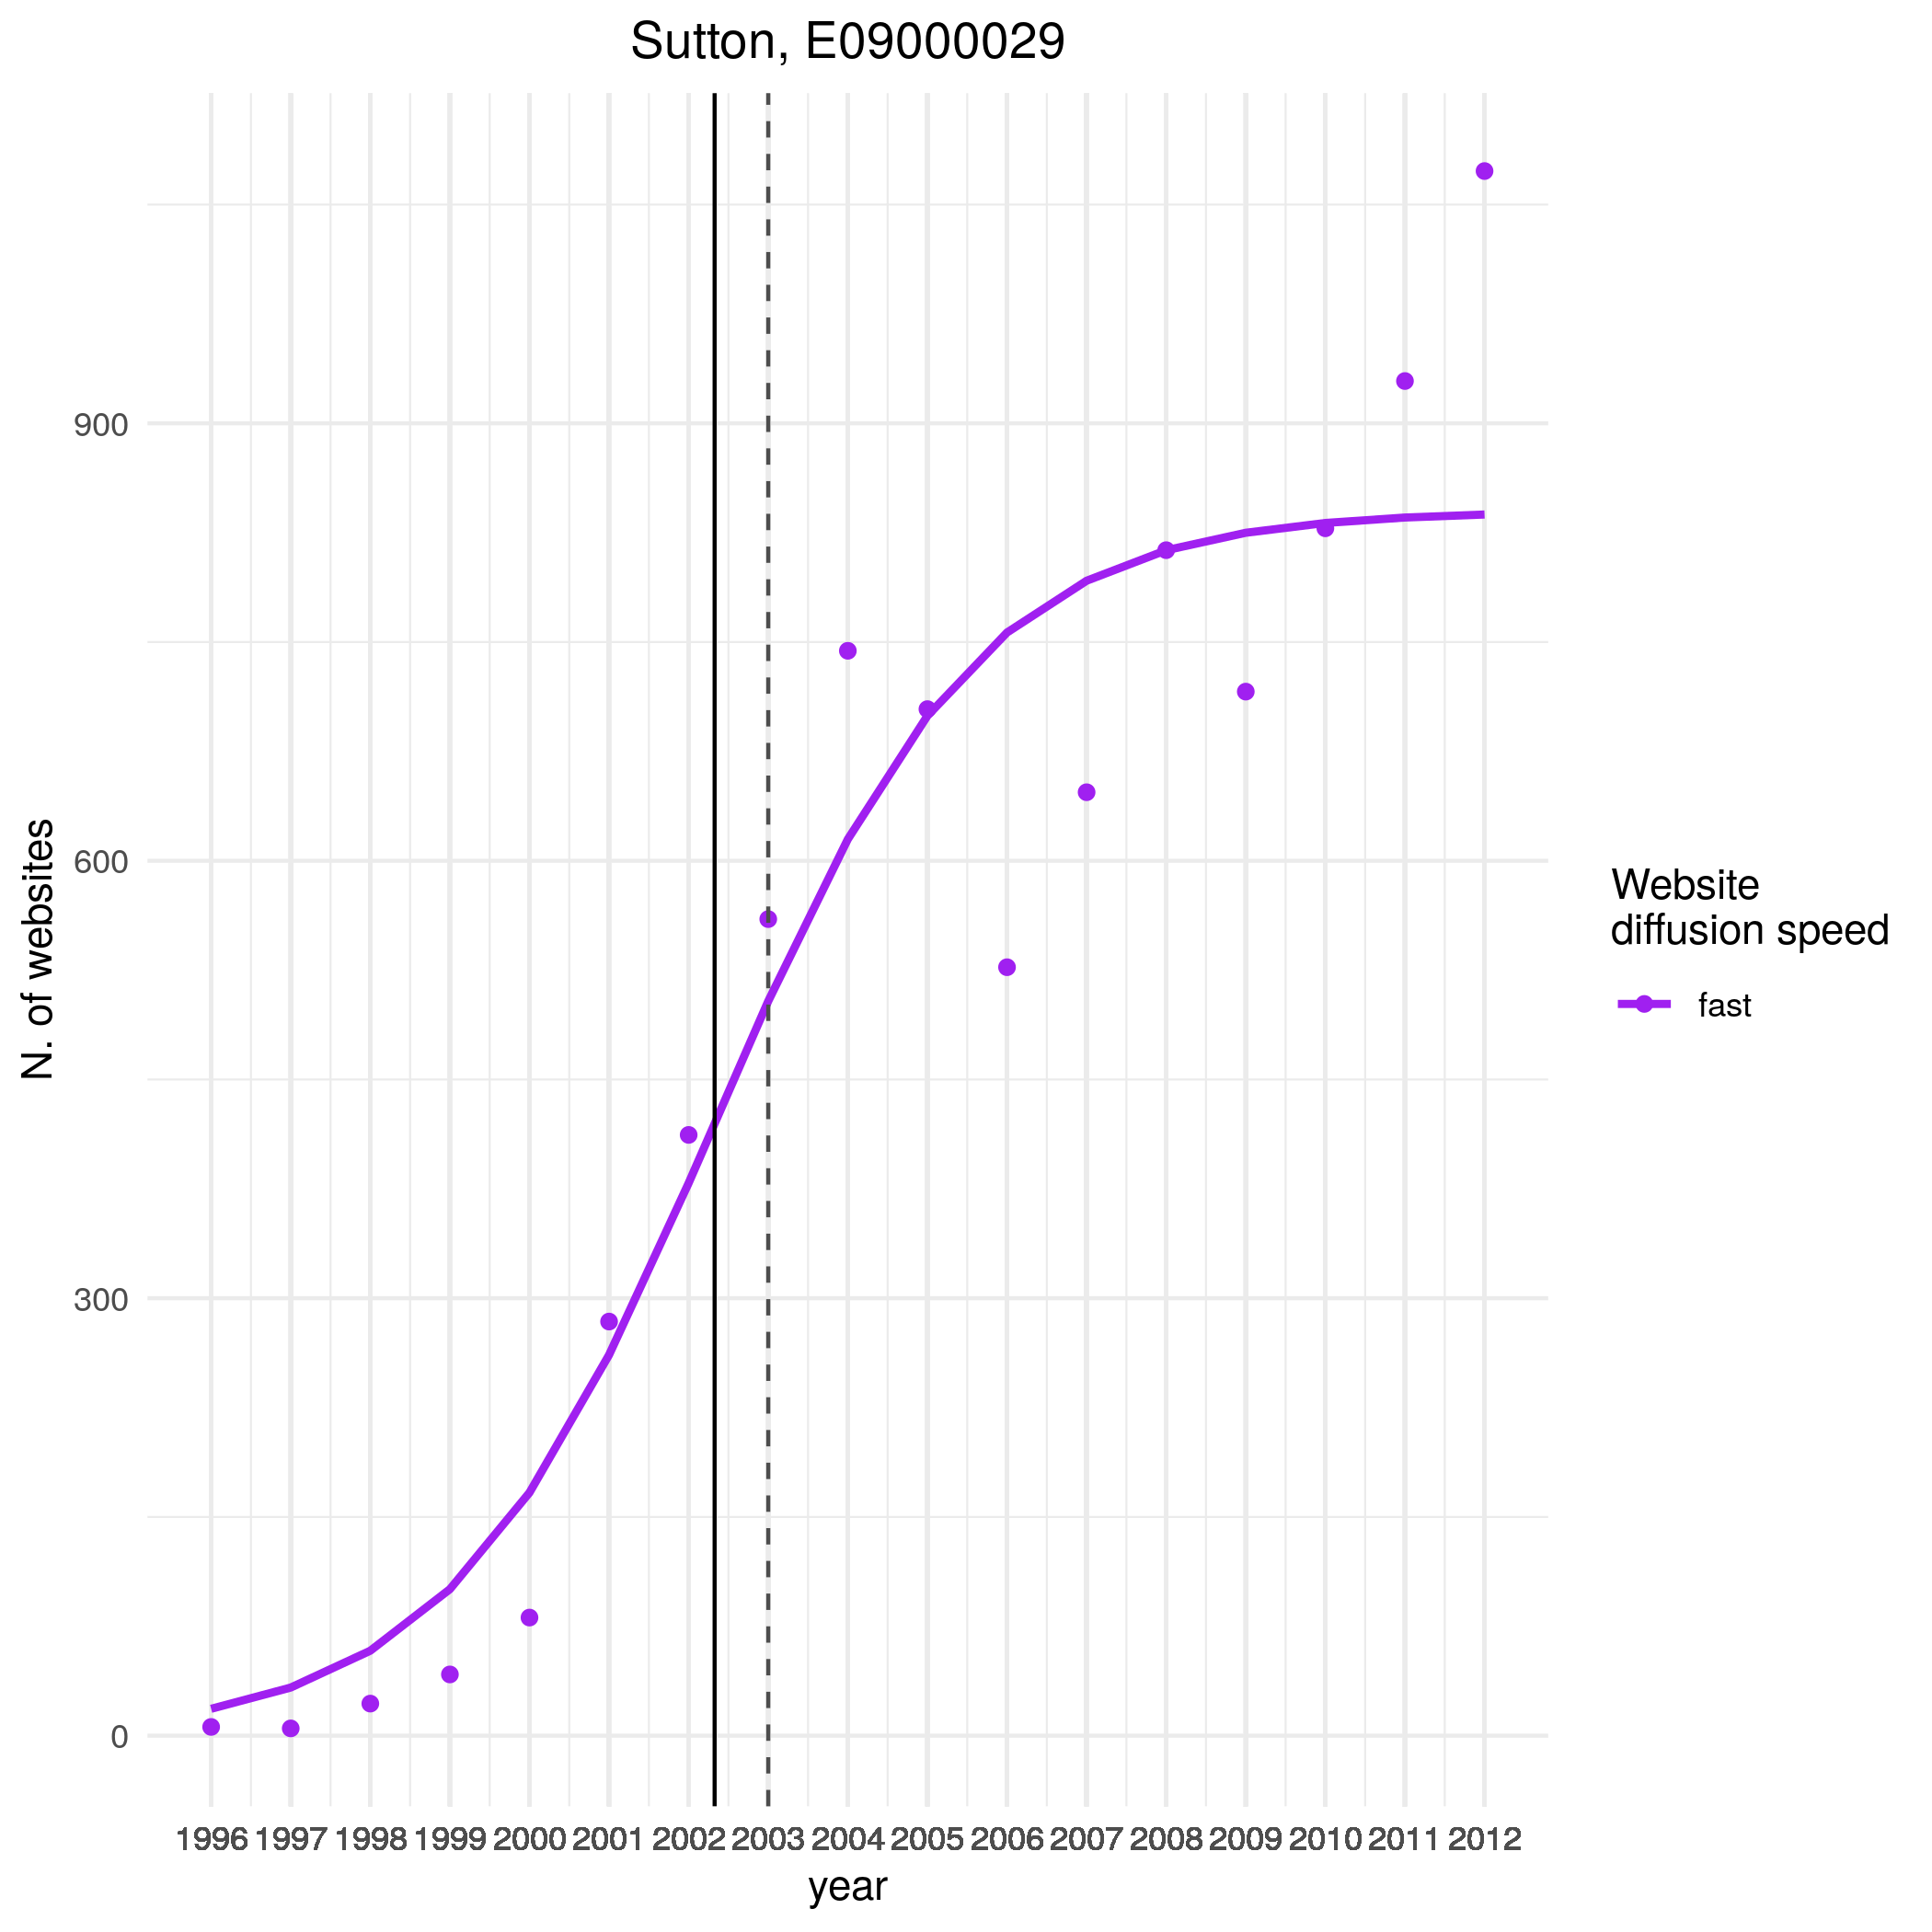 Sutton, E09000029
N. of websites
900
600
300
0
1996 1997 1998 1999 2000 2001 2002 2003 2004 2005 2006 2007 2008 2009 2010 2011 2012
year
Website
diffusion speed
fast